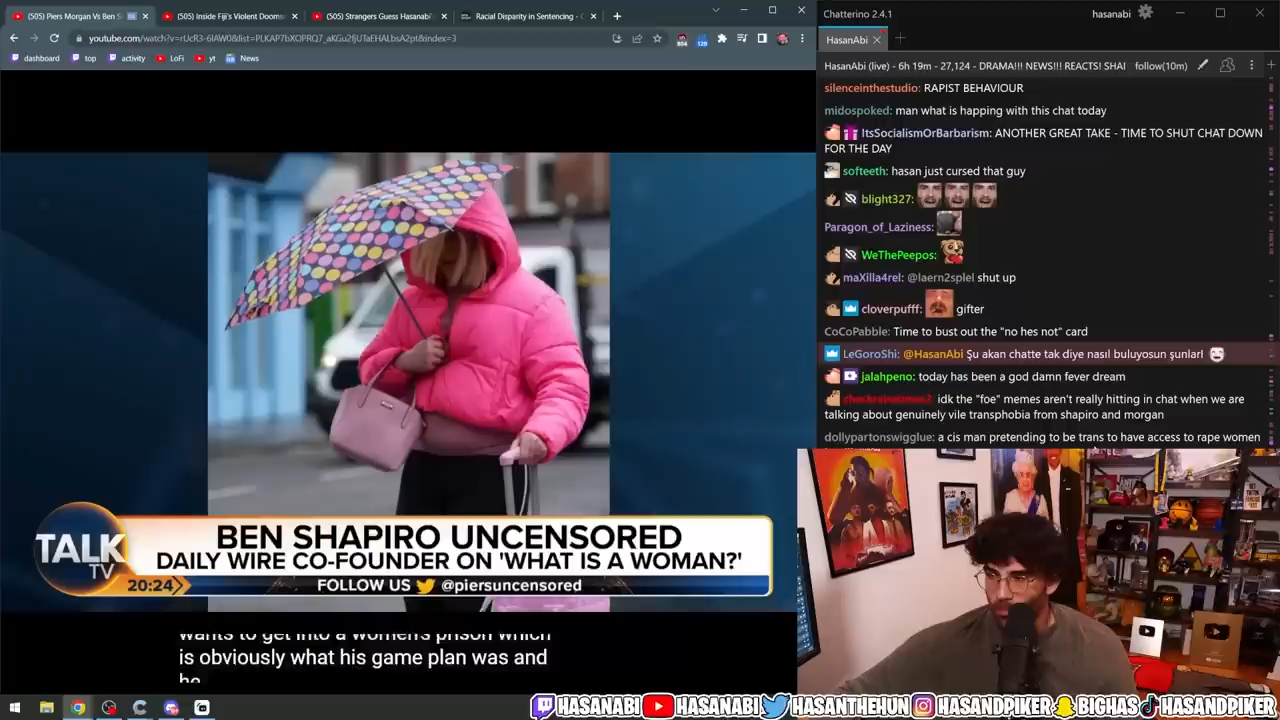 (505) Piers Morgan Vs Ben S
(505) Inside Fiji's Violent Dooms
(505) Strangers Guess Hasanabi'
Racial Disparity in Sentencing -
youtube.com/watch?v=rUcR3-6lAW0&list=PLKAP7bXOPRQ7_aKGu2fjUTaEHALbsA2pt&index=3
dashboard
top
activity
LoFi
yt
News
TALK TV
BEN SHAPIRO UNCENSORED
DAILY WIRE CO-FOUNDER ON 'WHAT IS A WOMAN?'
20:24
FOLLOW US @piersuncensored
wants to get into a women's prison which
is obviously what his game plan was and
he
Chatterino 2.4.1
hasanabi
HasanAbi
HasanAbi (live) - 6h 19m - 27,124 - DRAMA!!! NEWS!!! REACTS! SHAI
follow(10m)
silenceinthestudio: RAPIST BEHAVIOUR
midospoked: man what is happing with this chat today
ItsSocialismOrBarbarism: ANOTHER GREAT TAKE - TIME TO SHUT CHAT DOWN
FOR THE DAY
softeeth: hasan just cursed that guy
blight327:
Paragon_of_Laziness:
WeThePeepos:
maXilla4rel: @laern2splel shut up
cloverpufff: gifter
CoCoPabble: Time to bust out the "no hes not" card
LeGoroShi: @HasanAbi Şu akan chatte tak diye nasıl buluyosun şunlarI
jalahpeno: today has been a god damn fever dream
idk the "foe" memes aren't really hitting in chat when we are
talking about genuinely vile transphobia from shapiro and morgan
dollypartonswigglue: a cis man pretending to be trans to have access to rape women
HASANABI
HASANABI
HASANTHEHUN
HASANDPIKER
BIGHAS
HASANDPIKER